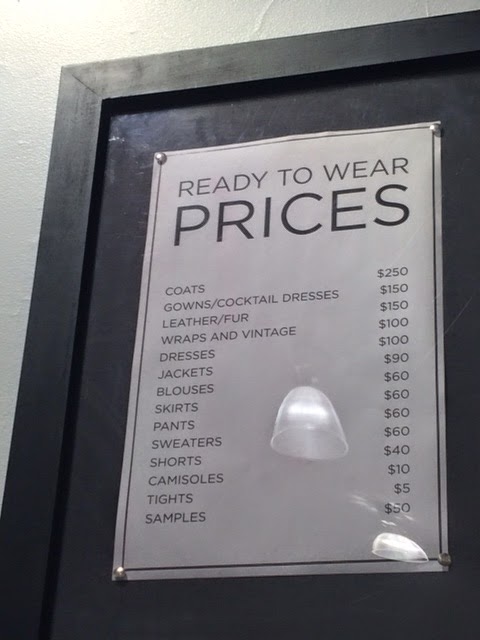 READY TO WEAR
PRICES
COATS $250
GOWNS/COCKTAIL DRESSES $150
LEATHER/FUR $150
WRAPS AND VINTAGE $100
DRESSES $100
JACKETS $90
BLOUSES $60
SKIRTS $60
PANTS $60
SWEATERS $60
SHORTS $40
CAMISOLES $10
TIGHTS $5
SAMPLES $50